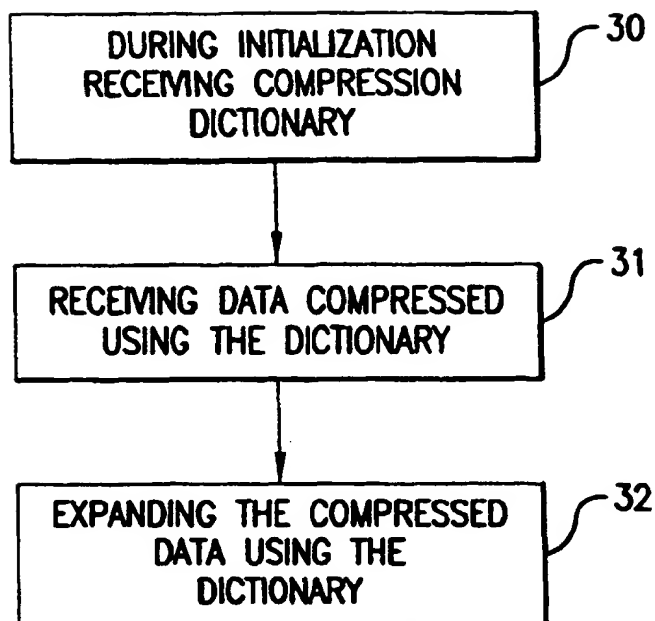 DURING INITIALIZATION
RECEIVING COMPRESSION
DICTIONARY
30
RECEIVING DATA COMPRESSED
USING THE DICTIONARY
31
EXPANDING THE COMPRESSED
DATA USING THE
DICTIONARY
32